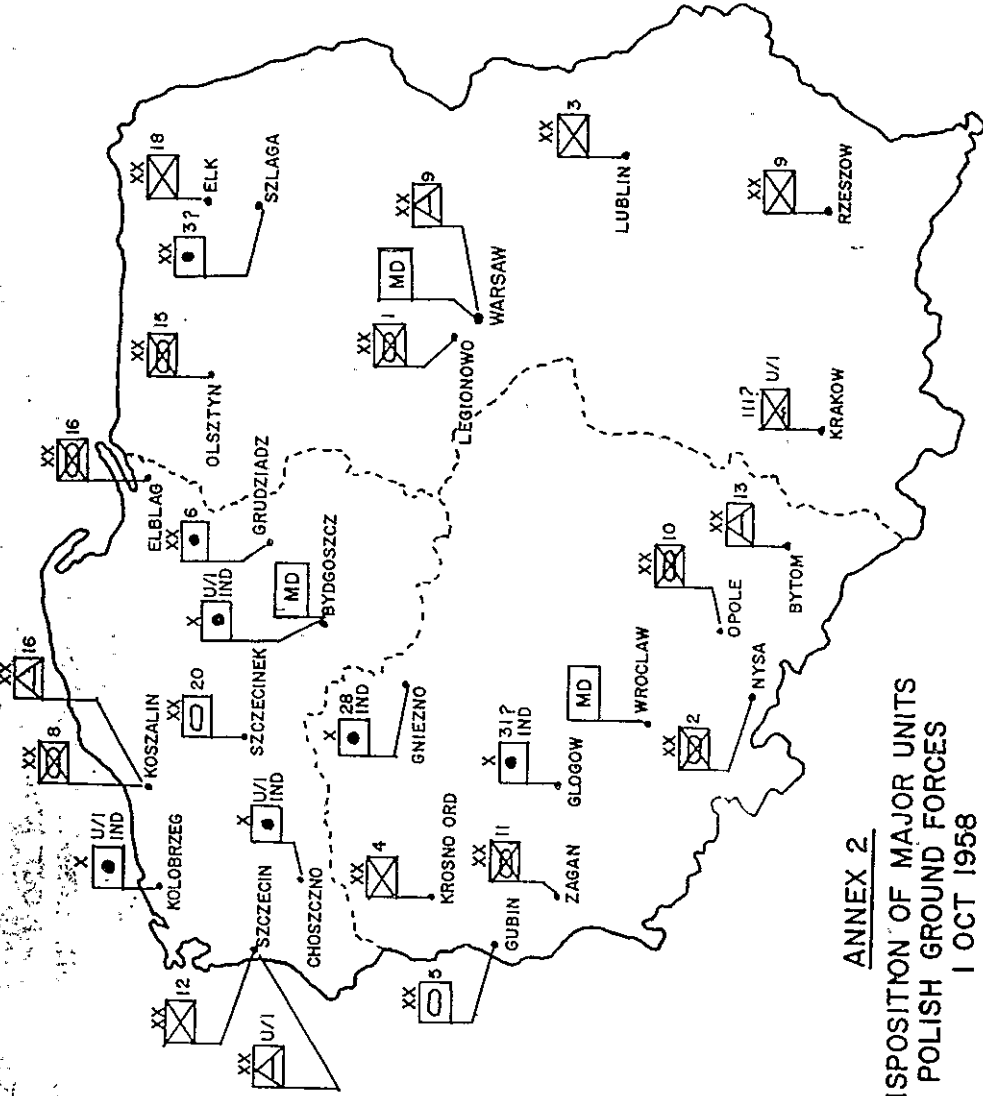 XX 16
XX 8
KOSZALIN
X U/I IND
KOLOBRZEG
XX 16
ELBLAG
XX 15
OLSZTYN
XX 18
ELK
XX 3?
SZLAGA
XX 6
GRUDZIADZ
X U/I IND
MD
BYDGOSZCZ
XX 20
SZCZECINEK
X U/I IND
CHOSZCZNO
XX 12
SZCZECIN
XX U/I
XX 1
LEGIONOWO
MD
XX 9
WARSAW
XX 3
LUBLIN
X 28 IND
GNIEZNO
XX 4
KROSNO ORD
XX 5
GUBIN
XX 11
ZAGAN
X 31? IND
GLOGOW
MD
WROCLAW
XX 2
NYSA
XX 10
OPOLE
XX 13
BYTOM
III? U/I
KRAKOW
XX 9
RZESZOW
ANNEX 2
ISPOSITION OF MAJOR UNITS
POLISH GROUND FORCES
1 OCT 1958